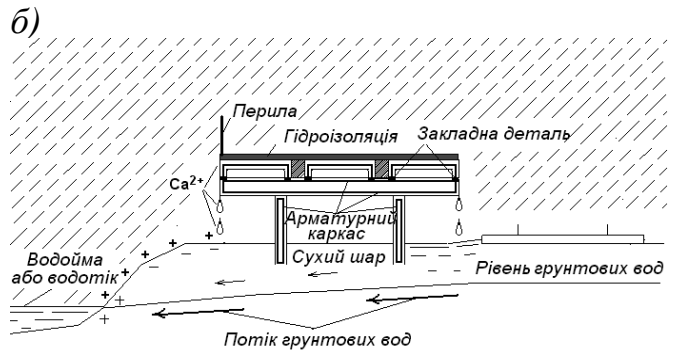 б)
Перила
Гідроізоляція
Закладна деталь
Ca²⁺
Арматурний
каркас
Сухий шар
Водойма
або водотік
Рівень грунтових вод
Потік грунтових вод